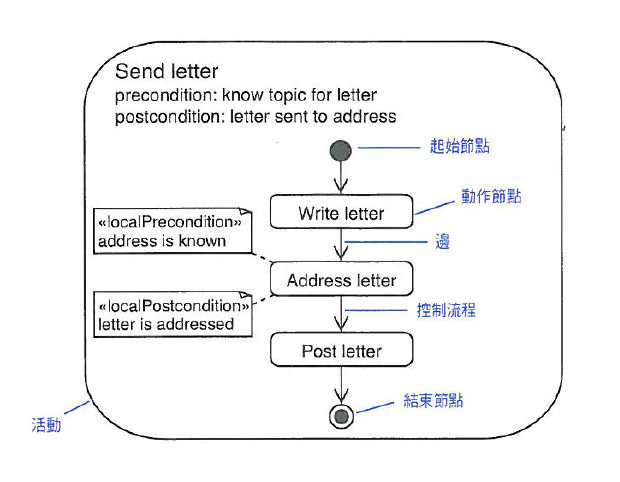 Send letter
precondition: know topic for letter
postcondition: letter sent to address
起始節點
動作節點
Write letter
«localPrecondition»
address is known
邊
Address letter
«localPostcondition»
letter is addressed
控制流程
Post letter
結束節點
活動